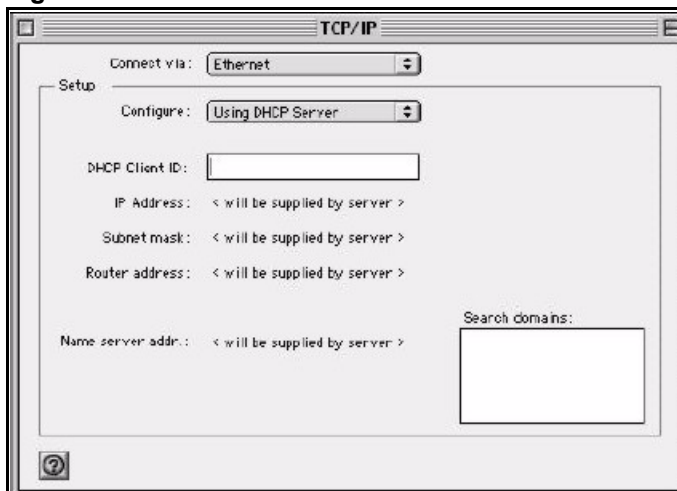 TCP/IP
Connect via: Ethernet
Setup
Configure: Using DHCP Server
DHCP Client ID:
IP Address: < will be supplied by server >
Subnet mask: < will be supplied by server >
Router address: < will be supplied by server >
Search domains:
Name server addr.: < will be supplied by server >
?